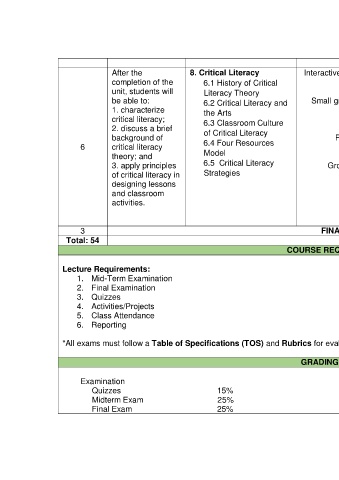 6
After the
completion of the
unit, students will
be able to:
1. characterize
critical literacy;
2. discuss a brief
background of
critical literacy
theory; and
3. apply principles
of critical literacy in
designing lessons
and classroom
activities.
8. Critical Literacy
6.1 History of Critical
Literacy Theory
6.2 Critical Literacy and
the Arts
6.3 Classroom Culture
of Critical Literacy
6.4 Four Resources
Model
6.5 Critical Literacy
Strategies
Interactive
Small g
Gro
3
FINA
Total: 54
COURSE REQ
Lecture Requirements:
1. Mid-Term Examination
2. Final Examination
3. Quizzes
4. Activities/Projects
5. Class Attendance
6. Reporting
*All exams must follow a Table of Specifications (TOS) and Rubrics for eval
GRADING
Examination
Quizzes 15%
Midterm Exam 25%
Final Exam 25%